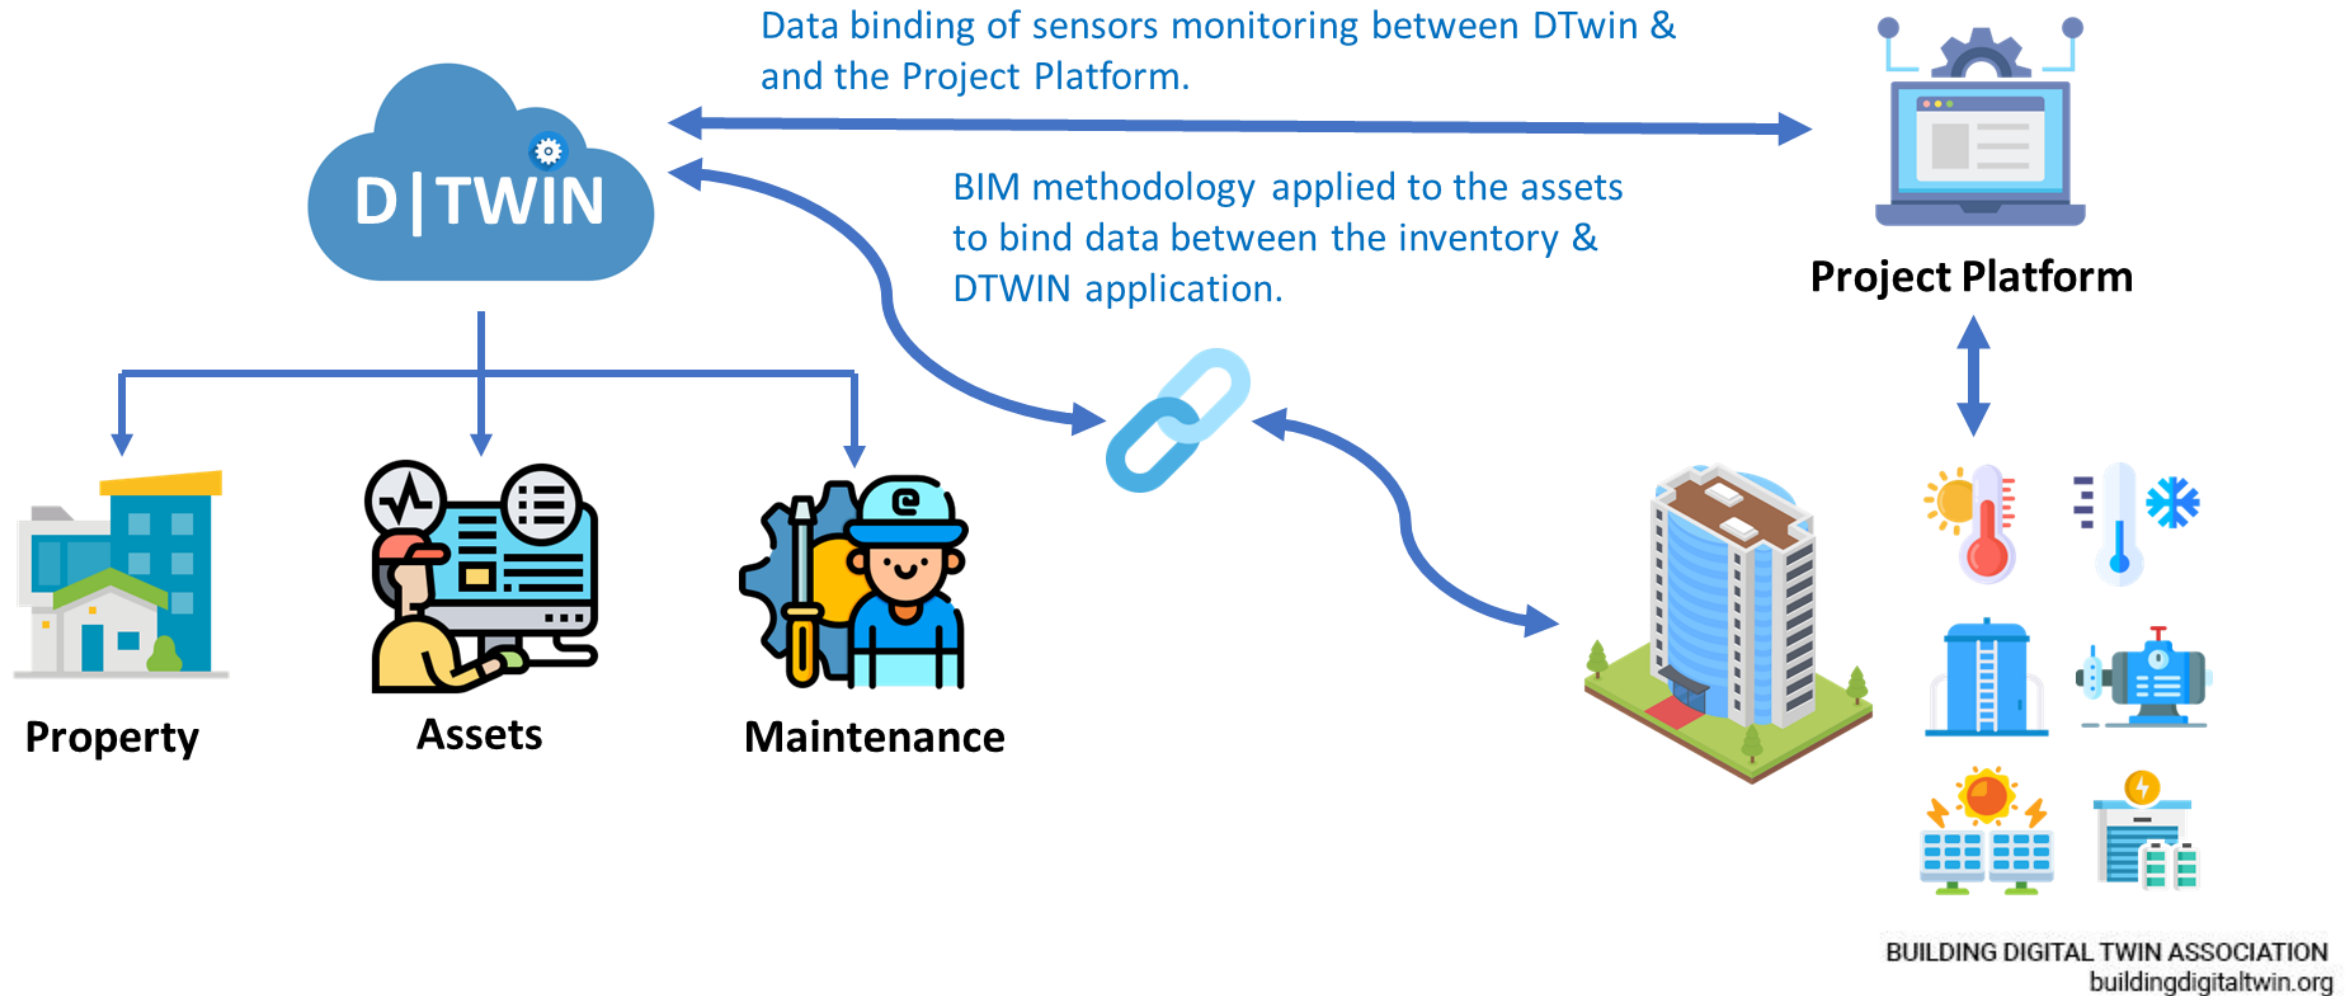 Data binding of sensors monitoring between DTwin &
and the Project Platform.
D|TWIN
BIM methodology applied to the assets
to bind data between the inventory &
DTWIN application.
Project Platform
Property
Assets
Maintenance
BUILDING DIGITAL TWIN ASSOCIATION
buildingdigitaltwin.org